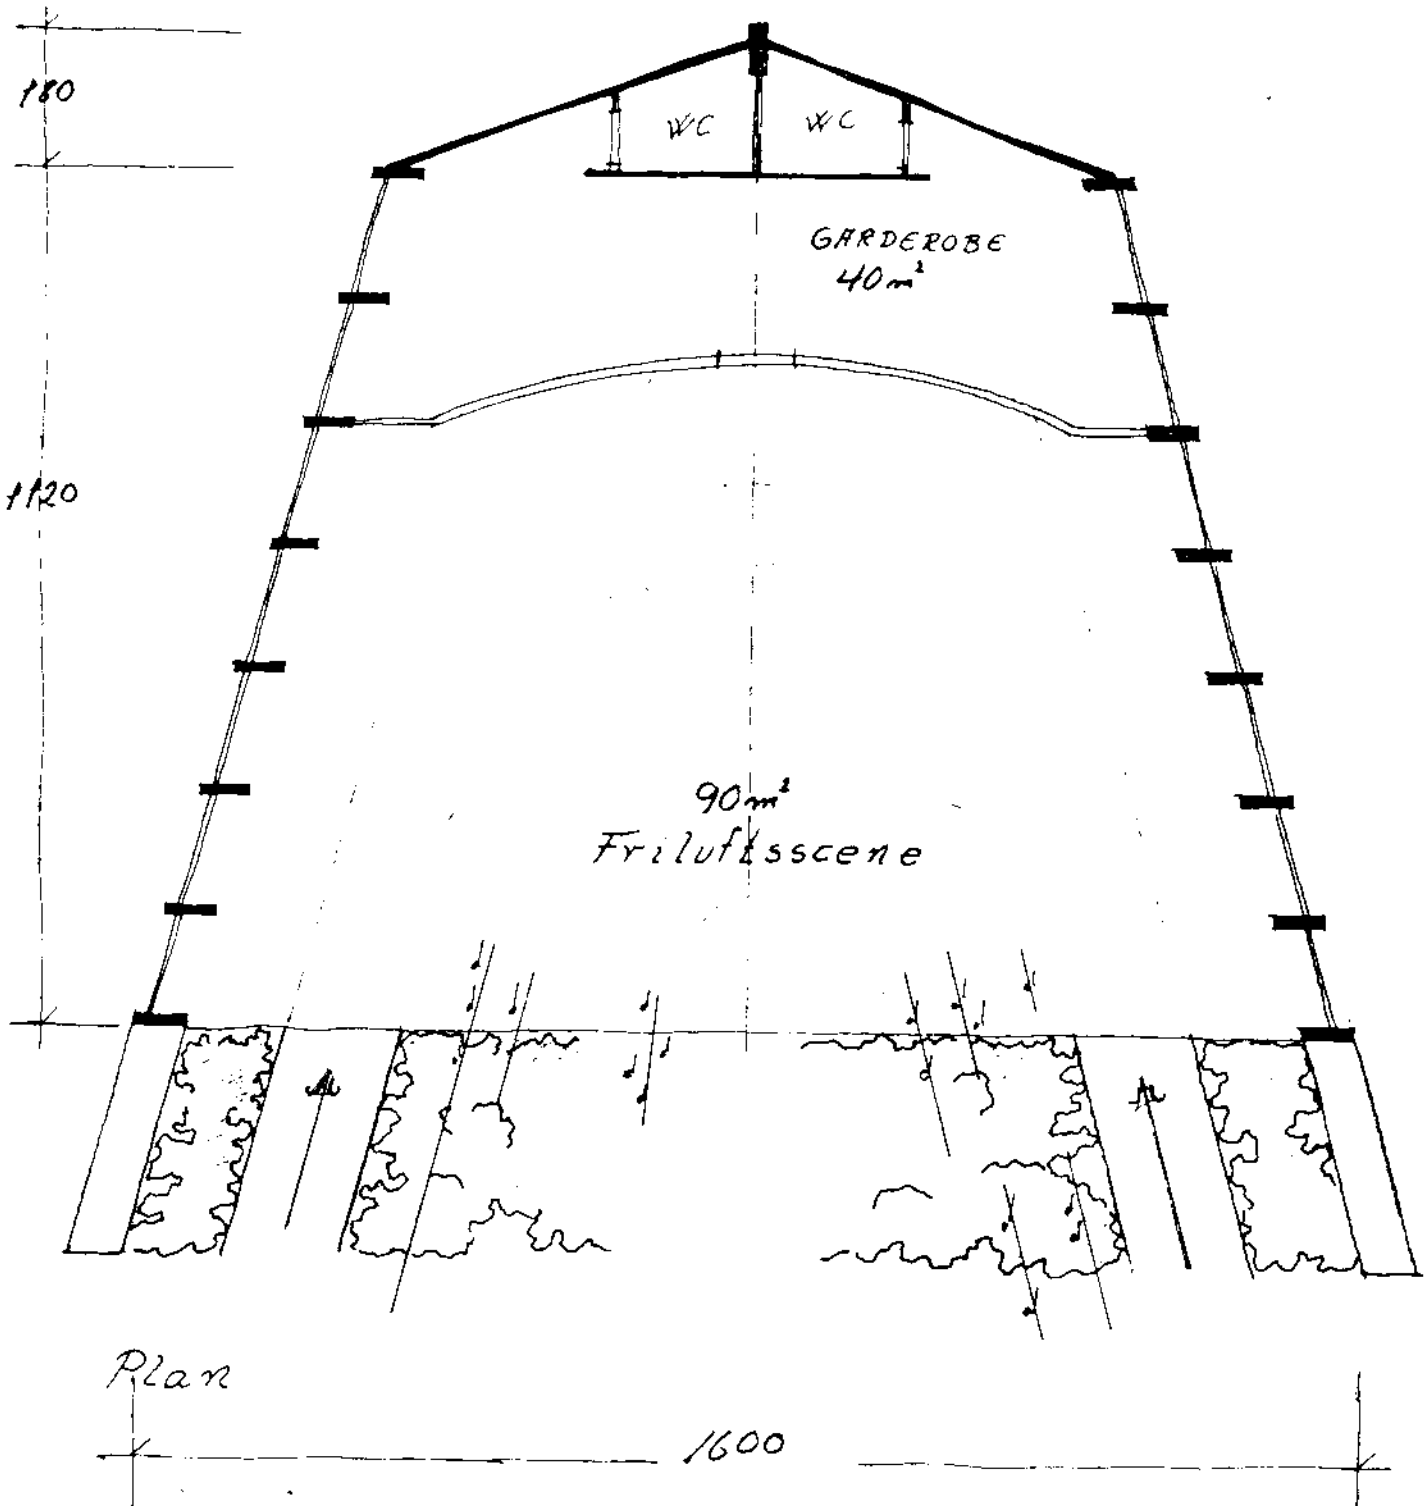 180
WC WC
GARDEROBE
40m²
1120
90m²
Friluftsscene
Plan
1600